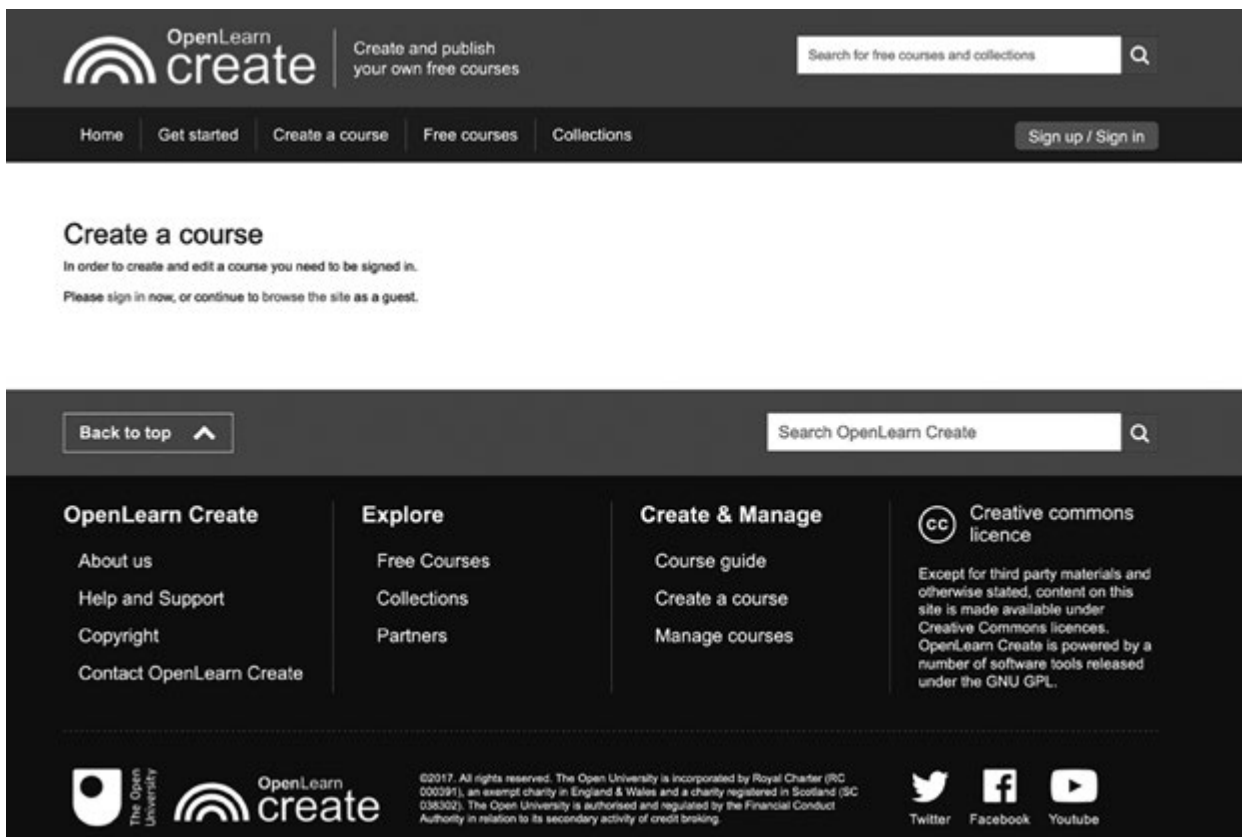 OpenLearn
create
Create and publish
your own free courses
Search for free courses and collections
Home
Get started
Create a course
Free courses
Collections
Sign up / Sign in
Create a course
In order to create and edit a course you need to be signed in.
Please sign in now, or continue to browse the site as a guest.
Back to top
Search OpenLearn Create
OpenLearn Create
About us
Help and Support
Copyright
Contact OpenLearn Create
Explore
Free Courses
Collections
Partners
Create & Manage
Course guide
Create a course
Manage courses
cc
Creative commons
licence
Except for third party materials and
otherwise stated, content on this
site is made available under
Creative Commons licences.
OpenLearn Create is powered by a
number of software tools released
under the GNU GPL.
The Open
University
OpenLearn
create
©2017. All rights reserved. The Open University is incorporated by Royal Charter (RC
000391), an exempt charity in England & Wales and a charity registered in Scotland (SC
038302). The Open University is authorised and regulated by the Financial Conduct
Authority in relation to its secondary activity of credit broking.
Twitter
Facebook
Youtube